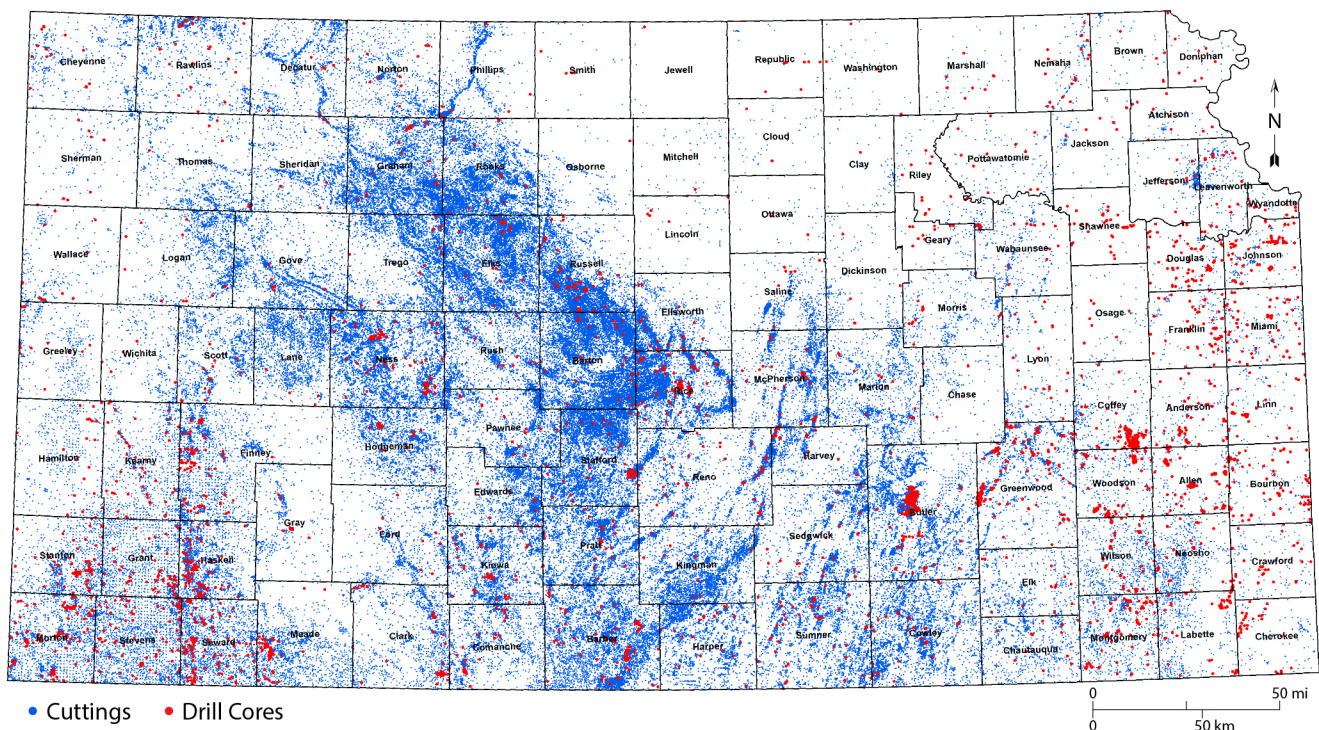 Cheyenne
Rawlins
Decatur
Norton
Phillips
Smith
Jewell
Republic
Washington
Marshall
Nemaha
Brown
Doniphan
Sherman
Thomas
Sheridan
Graham
Rooks
Osborne
Mitchell
Cloud
Clay
Riley
Pottawatomie
Jackson
Atchison
Jefferson
Leavenworth
Wyandotte
N
Wallace
Logan
Gove
Trego
Ellis
Russell
Lincoln
Ottawa
Saline
Dickinson
Geary
Wabaunsee
Shawnee
Douglas
Johnson
Greeley
Wichita
Scott
Lane
Ness
Rush
Barton
Ellsworth
McPherson
Marion
Morris
Chase
Lyon
Osage
Franklin
Miami
Hamilton
Kearny
Finney
Hodgeman
Pawnee
Stafford
Reno
Harvey
Butler
Greenwood
Coffey
Anderson
Linn
Woodson
Allen
Bourbon
Stanton
Grant
Haskell
Gray
Ford
Edwards
Kiowa
Pratt
Kingman
Sedgwick
Elk
Wilson
Neosho
Crawford
Morton
Stevens
Seward
Meade
Clark
Comanche
Barber
Harper
Sumner
Cowley
Chautauqua
Montgomery
Labette
Cherokee
Cuttings
Drill Cores
0 50 mi
0 50 km